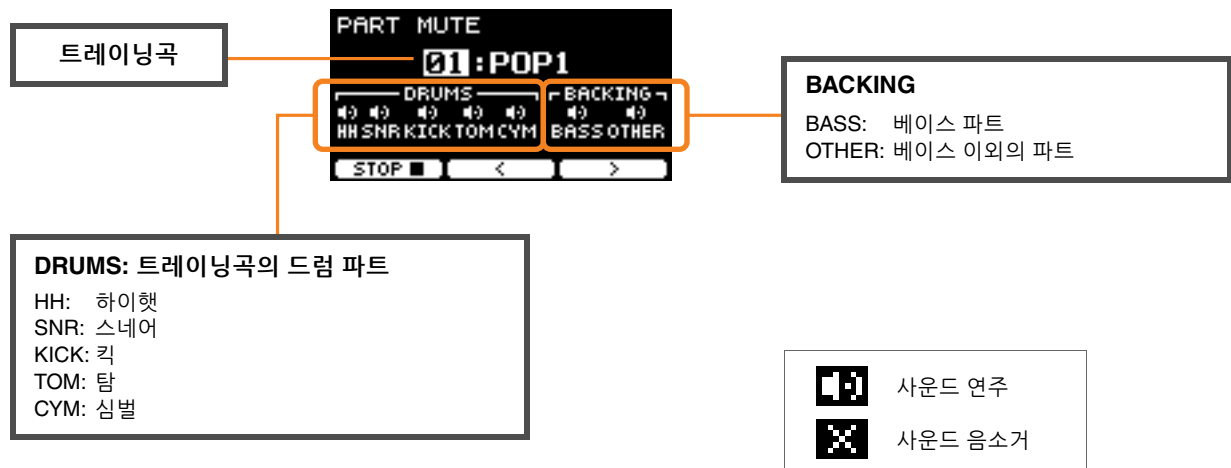 트레이닝곡
PART MUTE
01:POP1
DRUMS
BACKING
HH SNR KICK TOM CYM BASS OTHER
STOP ■ < >
BACKING
BASS: 베이스 파트
OTHER: 베이스 이외의 파트
DRUMS: 트레이닝곡의 드럼 파트
HH: 하이햇
SNR: 스네어
KICK: 킥
TOM: 탐
CYM: 심벌
사운드 연주
사운드 음소거